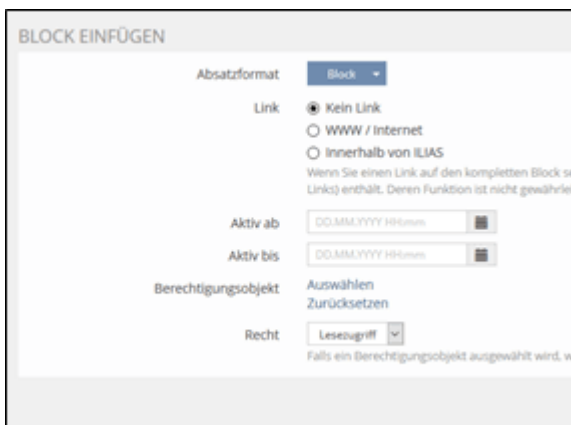 BLOCK EINFÜGEN
Absatzformat Block
Link Kein Link
WWW / Internet
Innerhalb von ILIAS
Wenn Sie einen Link auf den kompletten Block
Links) enthält. Deren Funktion ist nicht
Aktiv ab DD.MM.YYYY HH:mm
Aktiv bis DD.MM.YYYY HH:mm
Berechtigungsobjekt Auswählen
Zurücksetzen
Recht Lesezugriff
Falls ein Berechtigungsobjekt ausgewählt wird,